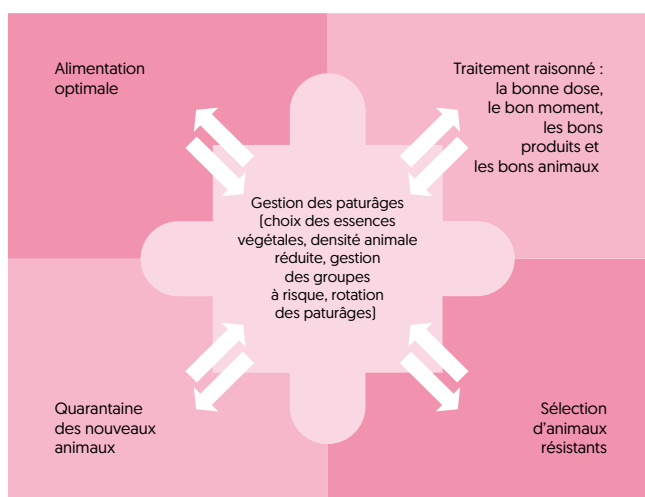 Alimentation
optimale
Traitement raisonné :
la bonne dose,
le bon moment,
les bons
produits et
les bons animaux
Gestion des paturâges
(choix des essences
végétales, densité animale
réduite, gestion
des groupes
à risque, rotation
des paturâges)
Quarantaine
des nouveaux
animaux
Sélection
d’animaux
résistants